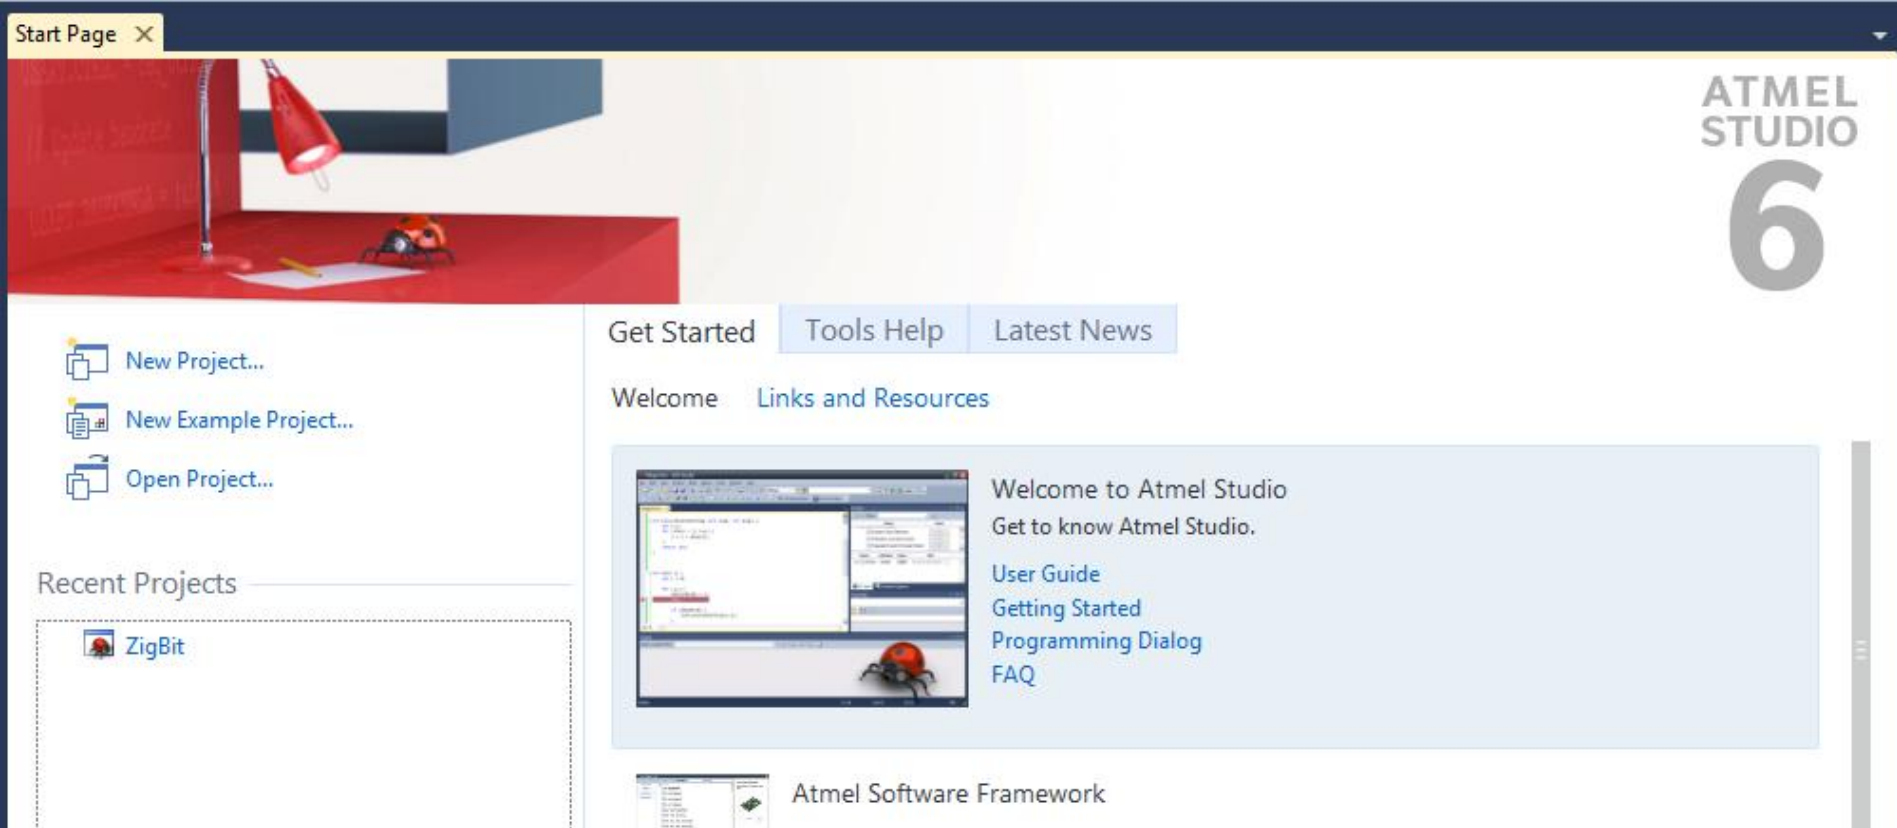 Start Page
ATMEL
STUDIO
6
// Update
New Project...
New Example Project...
Open Project...
Recent Projects
ZigBit
Get Started
Tools Help
Latest News
Welcome
Links and Resources
Welcome to Atmel Studio
Get to know Atmel Studio.
User Guide
Getting Started
Programming Dialog
FAQ
Atmel Software Framework